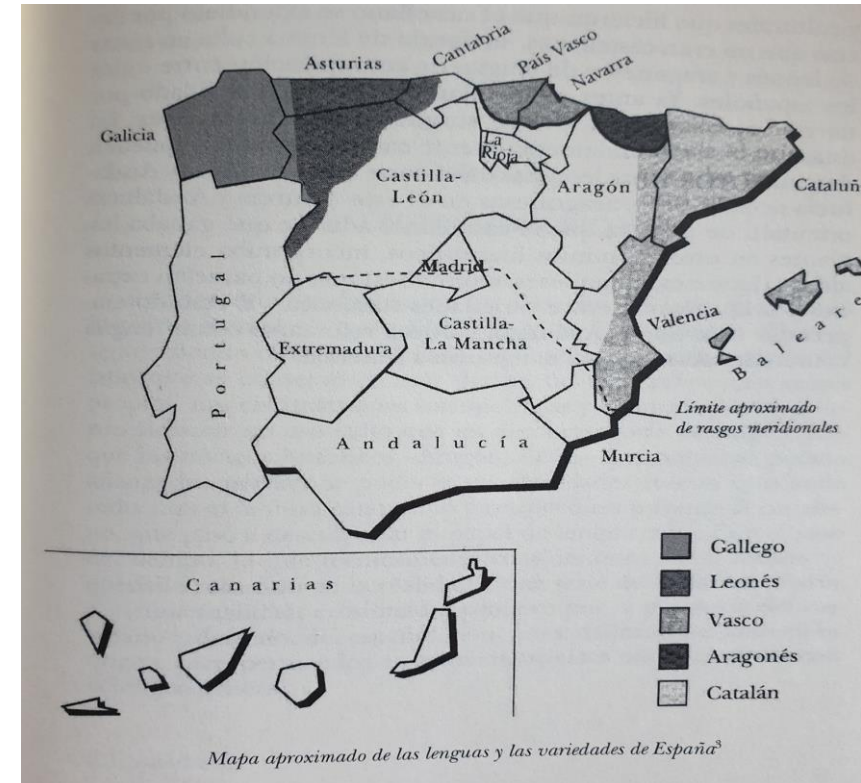 Asturias
Cantabria
País Vasco
Navarra
Galicia
La
Rioja
Castilla-
León
Aragón
Cataluñ
Portugal
Madrid
Castilla-
La Mancha
Extremadura
Valencia
Baleare
Límite aproximado
de rasgos meridionales
Andalucía
Murcia
Canarias
Gallego
Leonés
Vasco
Aragonés
Catalán
Mapa aproximado de las lenguas y las variedades de España³